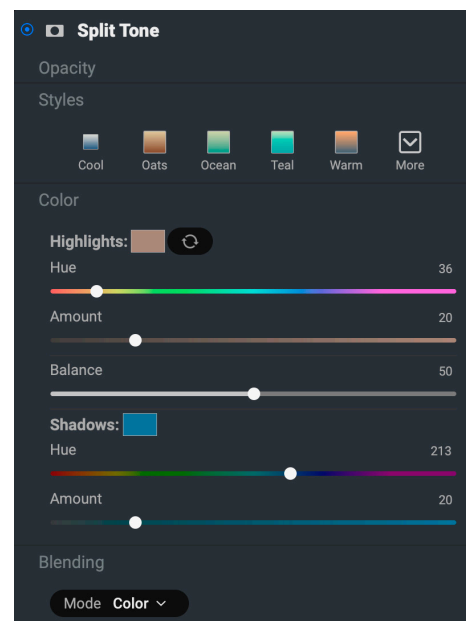 Split Tone
Opacity
Styles
Cool Oats Ocean Teal Warm More
Color
Highlights:
Hue 36
Amount 20
Balance 50
Shadows:
Hue 213
Amount 20
Blending
Mode Color